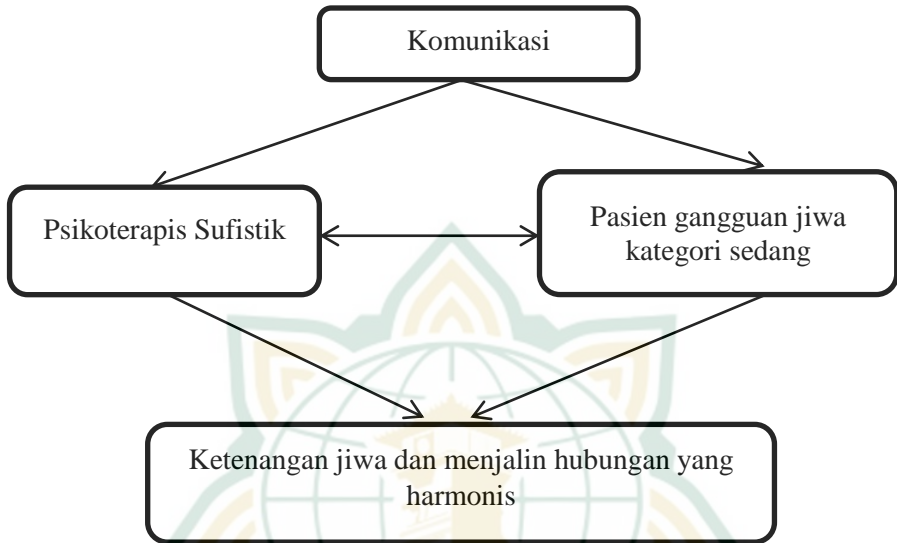 Komunikasi
Psikoterapis Sufistik
Pasien gangguan jiwa
kategori sedang
Ketenangan jiwa dan menjalin hubungan yang
harmonis